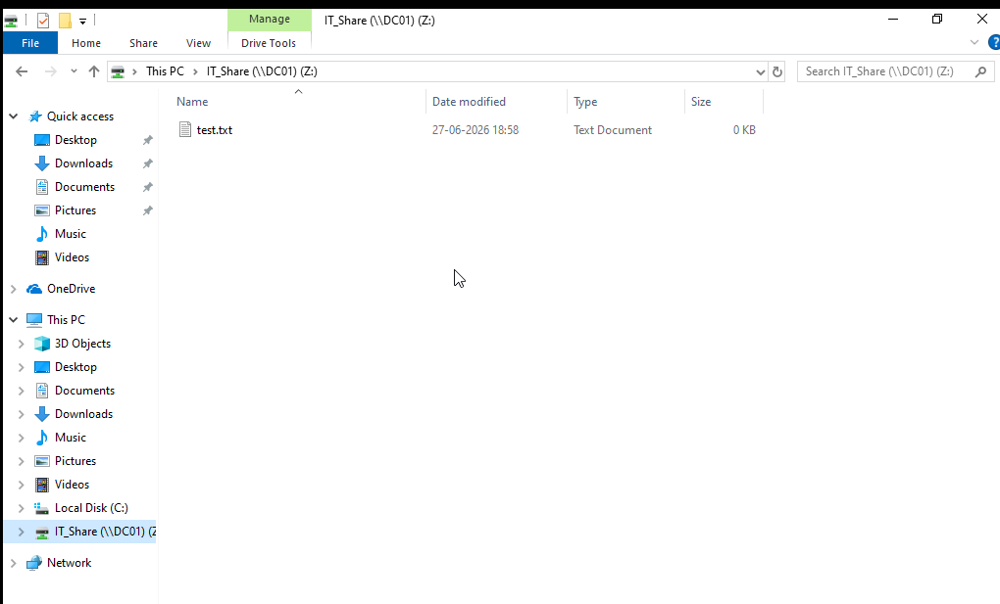 Manage
IT_Share (\\DC01) (Z:)
File
Home
Share
View
Drive Tools
?
This PC
IT_Share (\\DC01) (Z:)
Search IT_Share (\\DC01) (Z:)
Name
Date modified
Type
Size
test.txt
27-06-2026 18:58
Text Document
0 KB
Quick access
Desktop
Downloads
Documents
Pictures
Music
Videos
OneDrive
This PC
3D Objects
Desktop
Documents
Downloads
Music
Pictures
Videos
Local Disk (C:)
IT_Share (\\DC01) (Z
Network